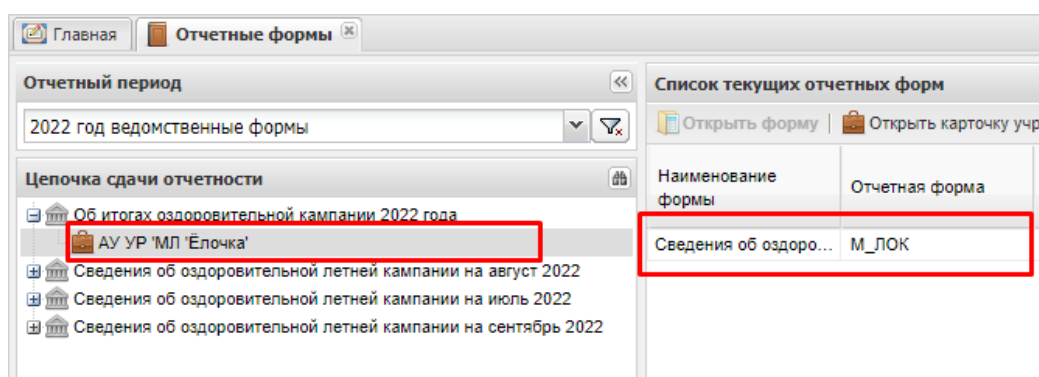 Главная
Отчетные формы
Отчетный период
Список текущих отчетных форм
2022 год ведомственные формы
Открыть форму
Открыть карточку учр
Цепочка сдачи отчетности
Наименование формы
Отчетная форма
Об итогах оздоровительной кампании 2022 года
АУ УР 'МЛ 'Ёлочка'
Сведения об оздоро...
М_ЛОК
Сведения об оздоровительной летней кампании на август 2022
Сведения об оздоровительной летней кампании на июль 2022
Сведения об оздоровительной летней кампании на сентябрь 2022